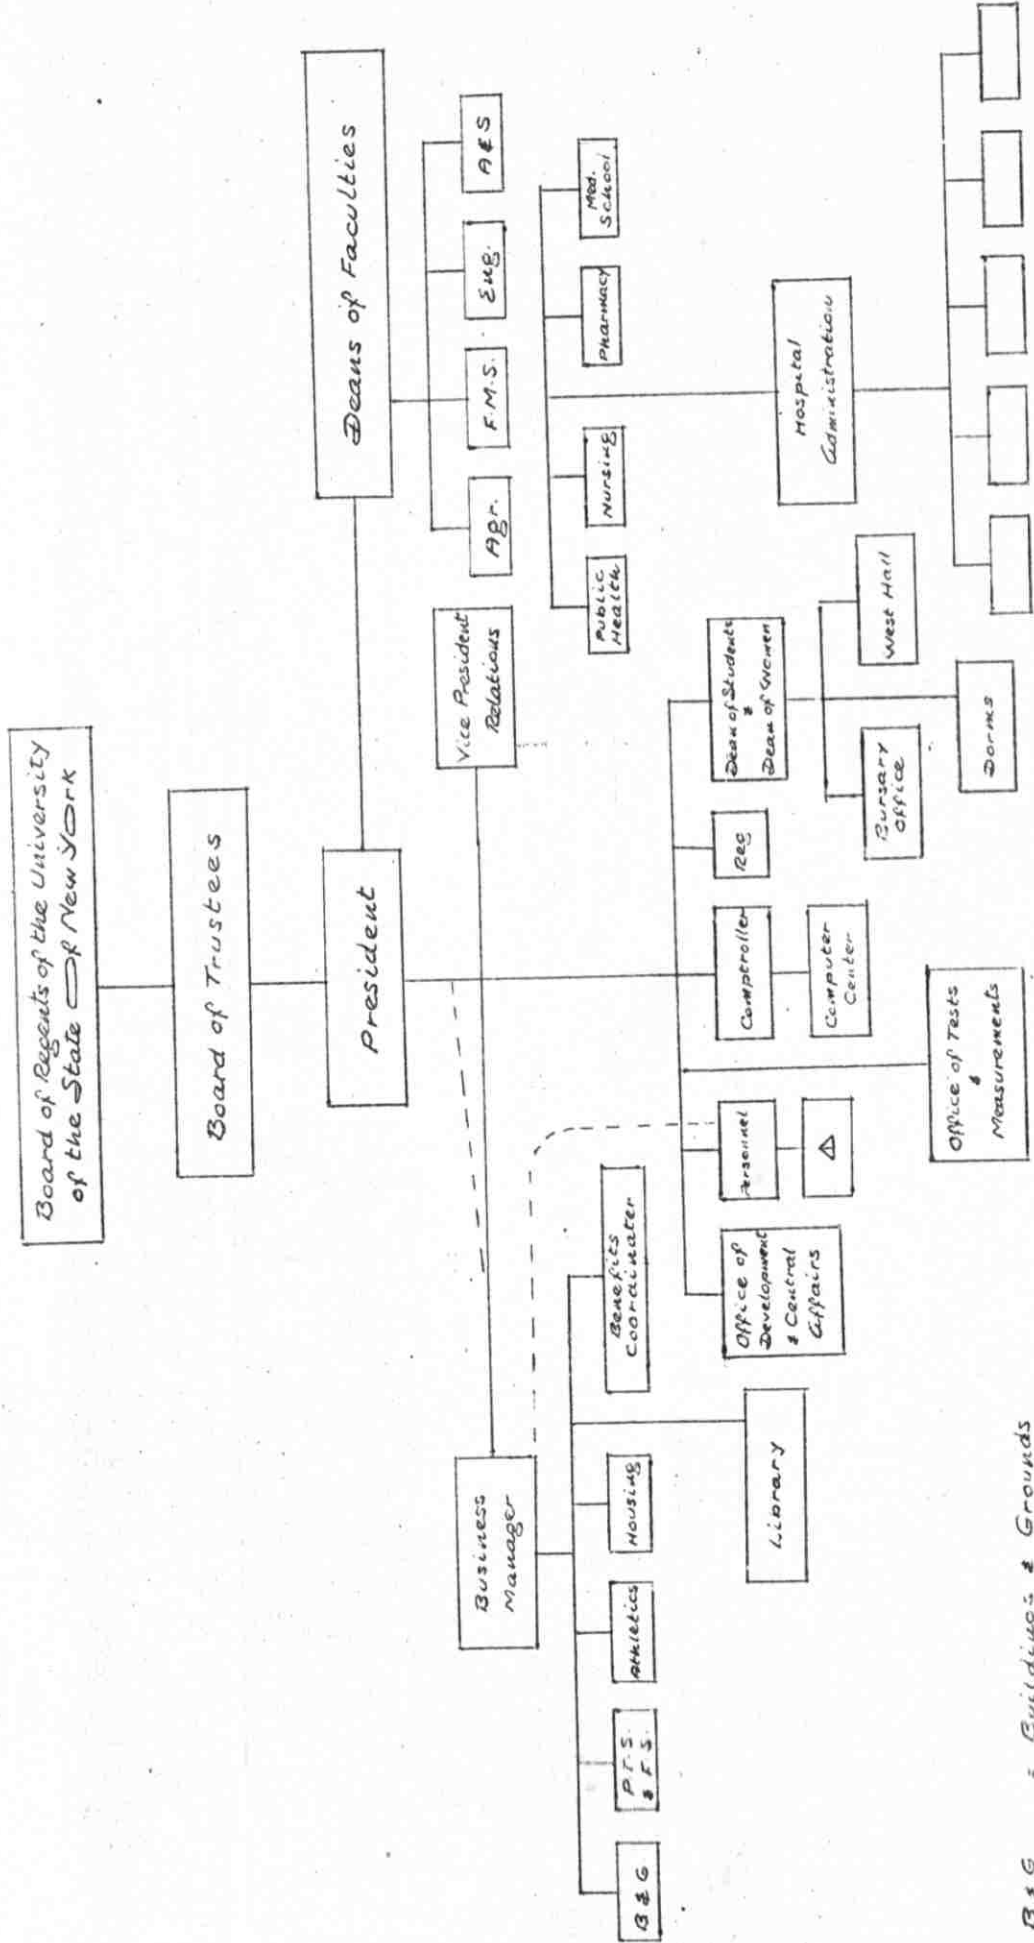 Board of Regents of the University
of the State of New York
Board of Trustees
President
Deans of Faculties
Agr.
F.M.S.
Eng.
A&S
Public
Health
Nursing
Pharmacy
Med.
School
Hospital
Administration
Business
Manager
Vice President
Relations
B & G
P.T.S.
& F.S.
Athletics
Housing
Benefits
Coordinater
Library
Office of
Development
& Central
Affairs
Personnel
Δ
Comptroller
Computer
Center
Reg
Dean of Students
&
Dean of Women
Office of Tests
&
Measurements
Bursary
Office
West Hall
Dorms
B & G = Buildings & Grounds